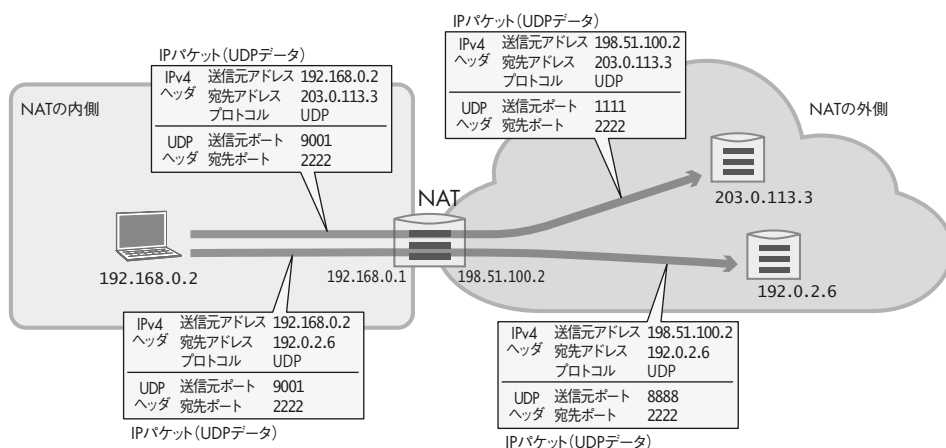 IPパケット(UDPデータ)
IPv4 送信元アドレス 198.51.100.2
ヘッダ 宛先アドレス 203.0.113.3
プロトコル UDP
UDP 送信元ポート 1111
ヘッダ 宛先ポート 2222
IPパケット(UDPデータ)
IPv4 送信元アドレス 192.168.0.2
ヘッダ 宛先アドレス 203.0.113.3
プロトコル UDP
UDP 送信元ポート 9001
ヘッダ 宛先ポート 2222
NATの内側
NATの外側
NAT
203.0.113.3
192.168.0.2
192.168.0.1
198.51.100.2
192.0.2.6
IPv4 送信元アドレス 192.168.0.2
ヘッダ 宛先アドレス 192.0.2.6
プロトコル UDP
UDP 送信元ポート 9001
ヘッダ 宛先ポート 2222
IPパケット(UDPデータ)
IPv4 送信元アドレス 198.51.100.2
ヘッダ 宛先アドレス 192.0.2.6
プロトコル UDP
UDP 送信元ポート 8888
ヘッダ 宛先ポート 2222
IPパケット(UDPデータ)